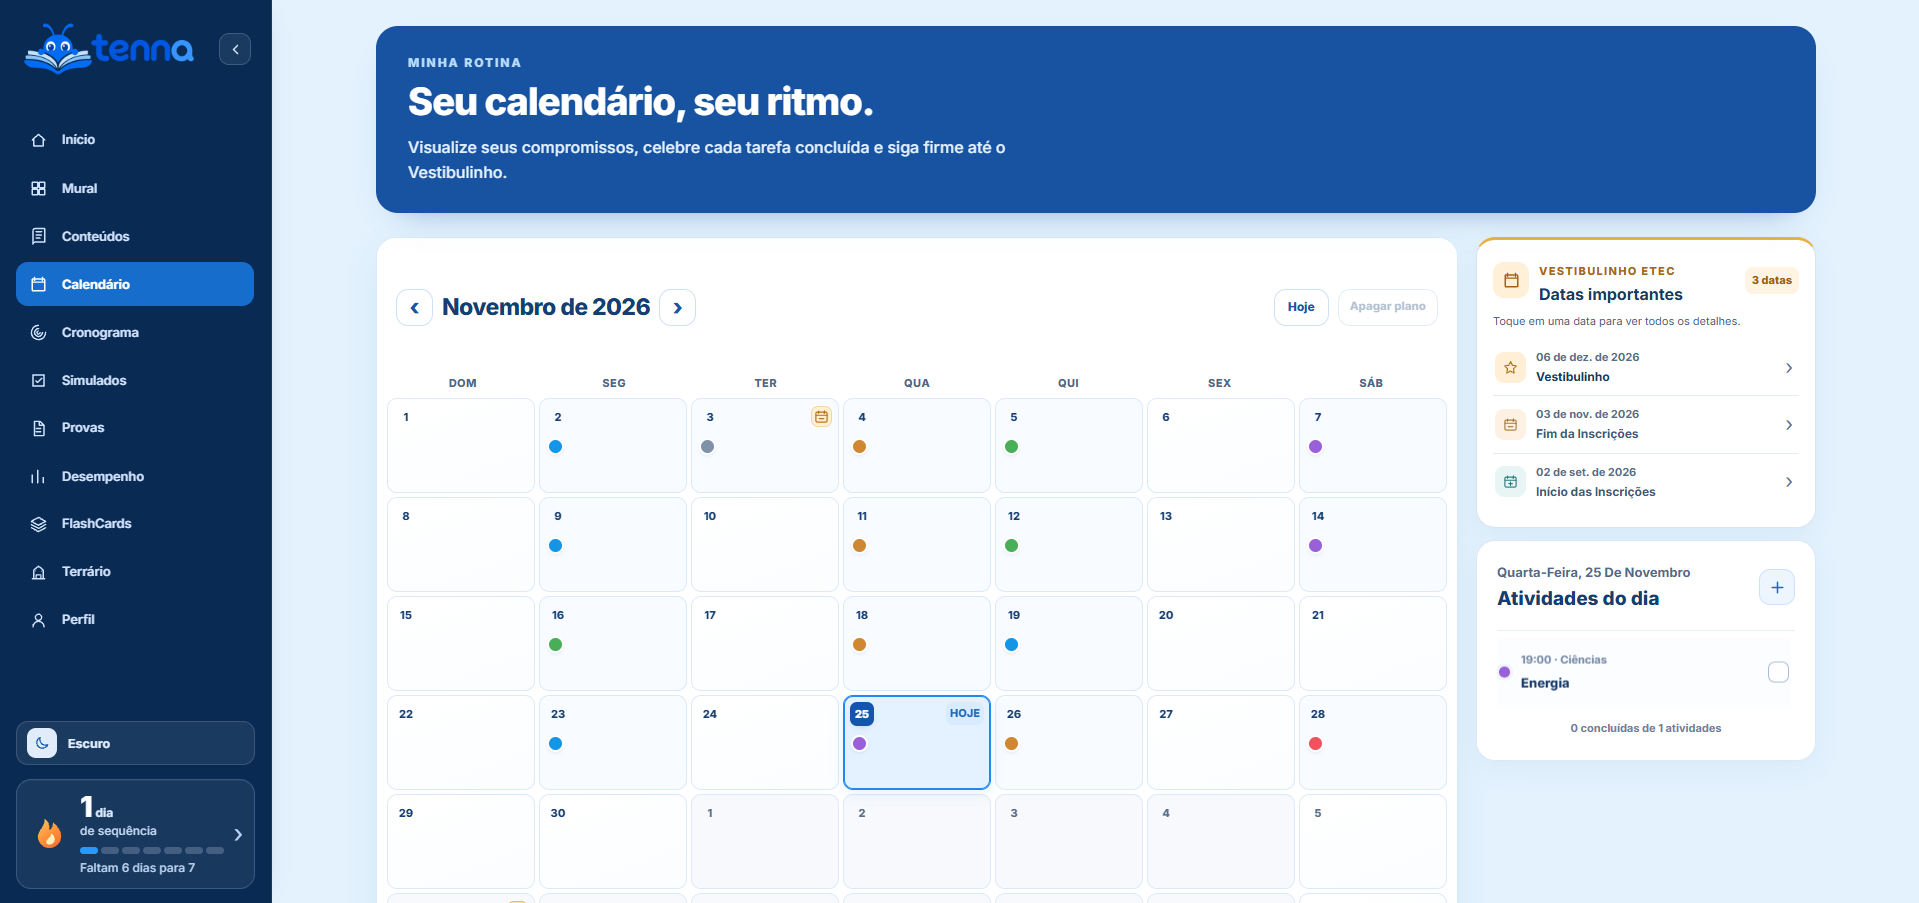 tenna
Início
Mural
Conteúdos
Calendário
Cronograma
Simulados
Provas
Desempenho
FlashCards
Terrário
Perfil
Escuro
1 dia
de sequência
Faltam 6 dias para 7
MINHA ROTINA
Seu calendário, seu ritmo.
Visualize seus compromissos, celebre cada tarefa concluída e siga firme até o
Vestibulinho.
Novembro de 2026
Hoje
Apagar plano
DOM SEG TER QUA QUI SEX SÁB
1 2 3 4 5 6 7
8 9 10 11 12 13 14
15 16 17 18 19 20 21
22 23 24 25 HOJE 26 27 28
29 30 1 2 3 4 5
VESTIBULINHO ETEC
Datas importantes
3 datas
Toque em uma data para ver todos os detalhes.
06 de dez. de 2026
Vestibulinho
03 de nov. de 2026
Fim da Inscrições
02 de set. de 2026
Início das Inscrições
Quarta-Feira, 25 De Novembro
Atividades do dia
19:00 · Ciências
Energia
0 concluídas de 1 atividades